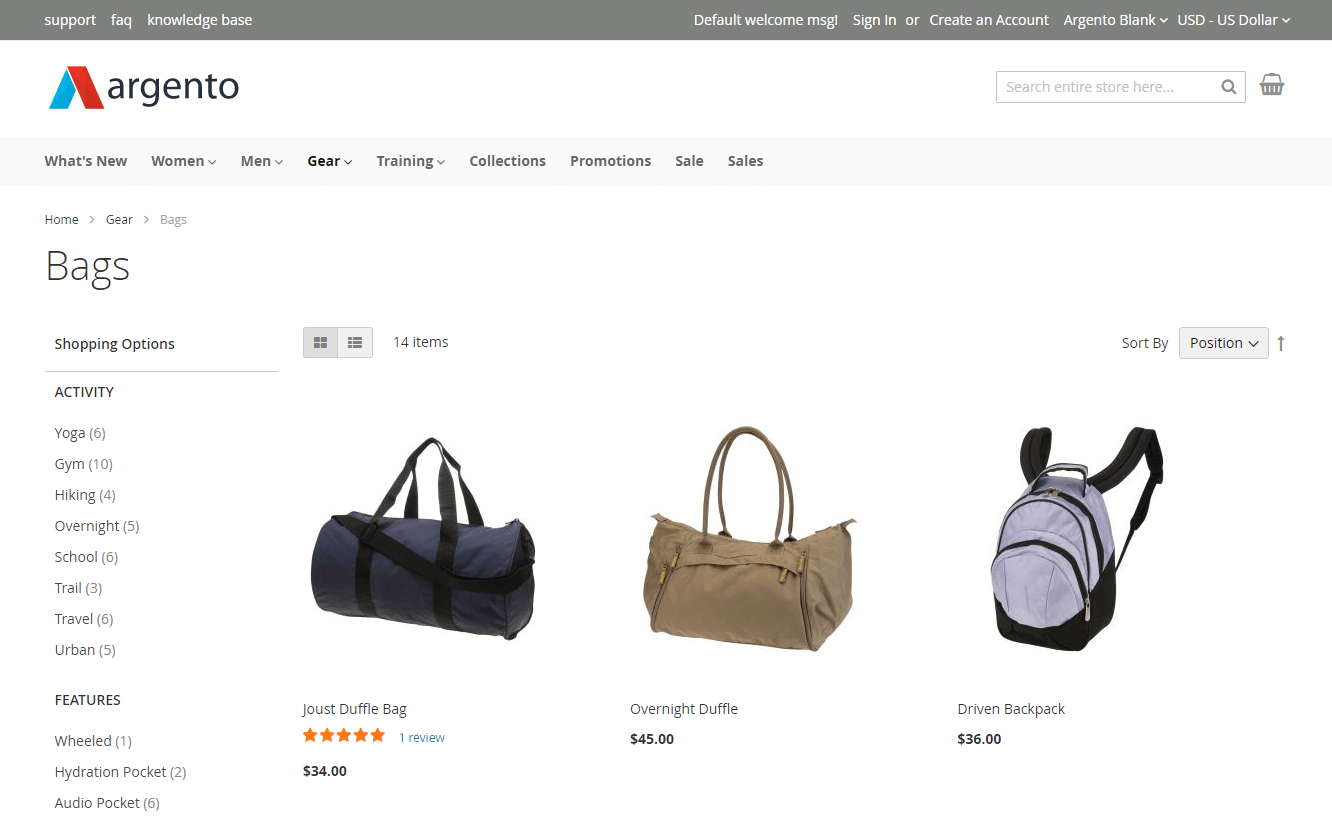 support faq knowledge base Default welcome msg! Sign In or Create an Account Argento Blank USD - US Dollar
argento
Search entire store here...
What's New Women Men Gear Training Collections Promotions Sale Sales
Home > Gear > Bags
Bags
Shopping Options
14 items
Sort By Position
ACTIVITY
Yoga (6)
Gym (10)
Hiking (4)
Overnight (5)
School (6)
Trail (3)
Travel (6)
Urban (5)
FEATURES
Wheeled (1)
Hydration Pocket (2)
Audio Pocket (6)
Joust Duffle Bag
1 review
$34.00
Overnight Duffle
$45.00
Driven Backpack
$36.00